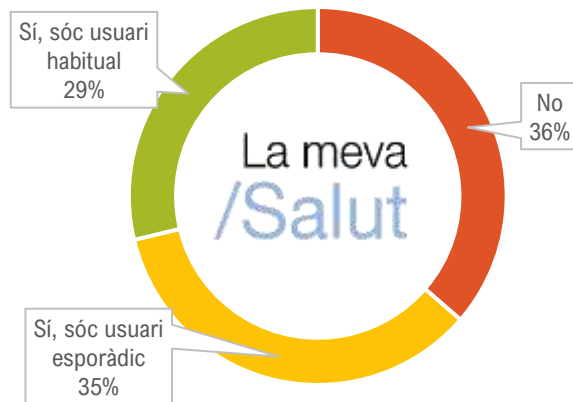 Sí, sóc usuari
habitual
29%
No
36%
La meva
/Salut
Sí, sóc usuari
esporàdic
35%